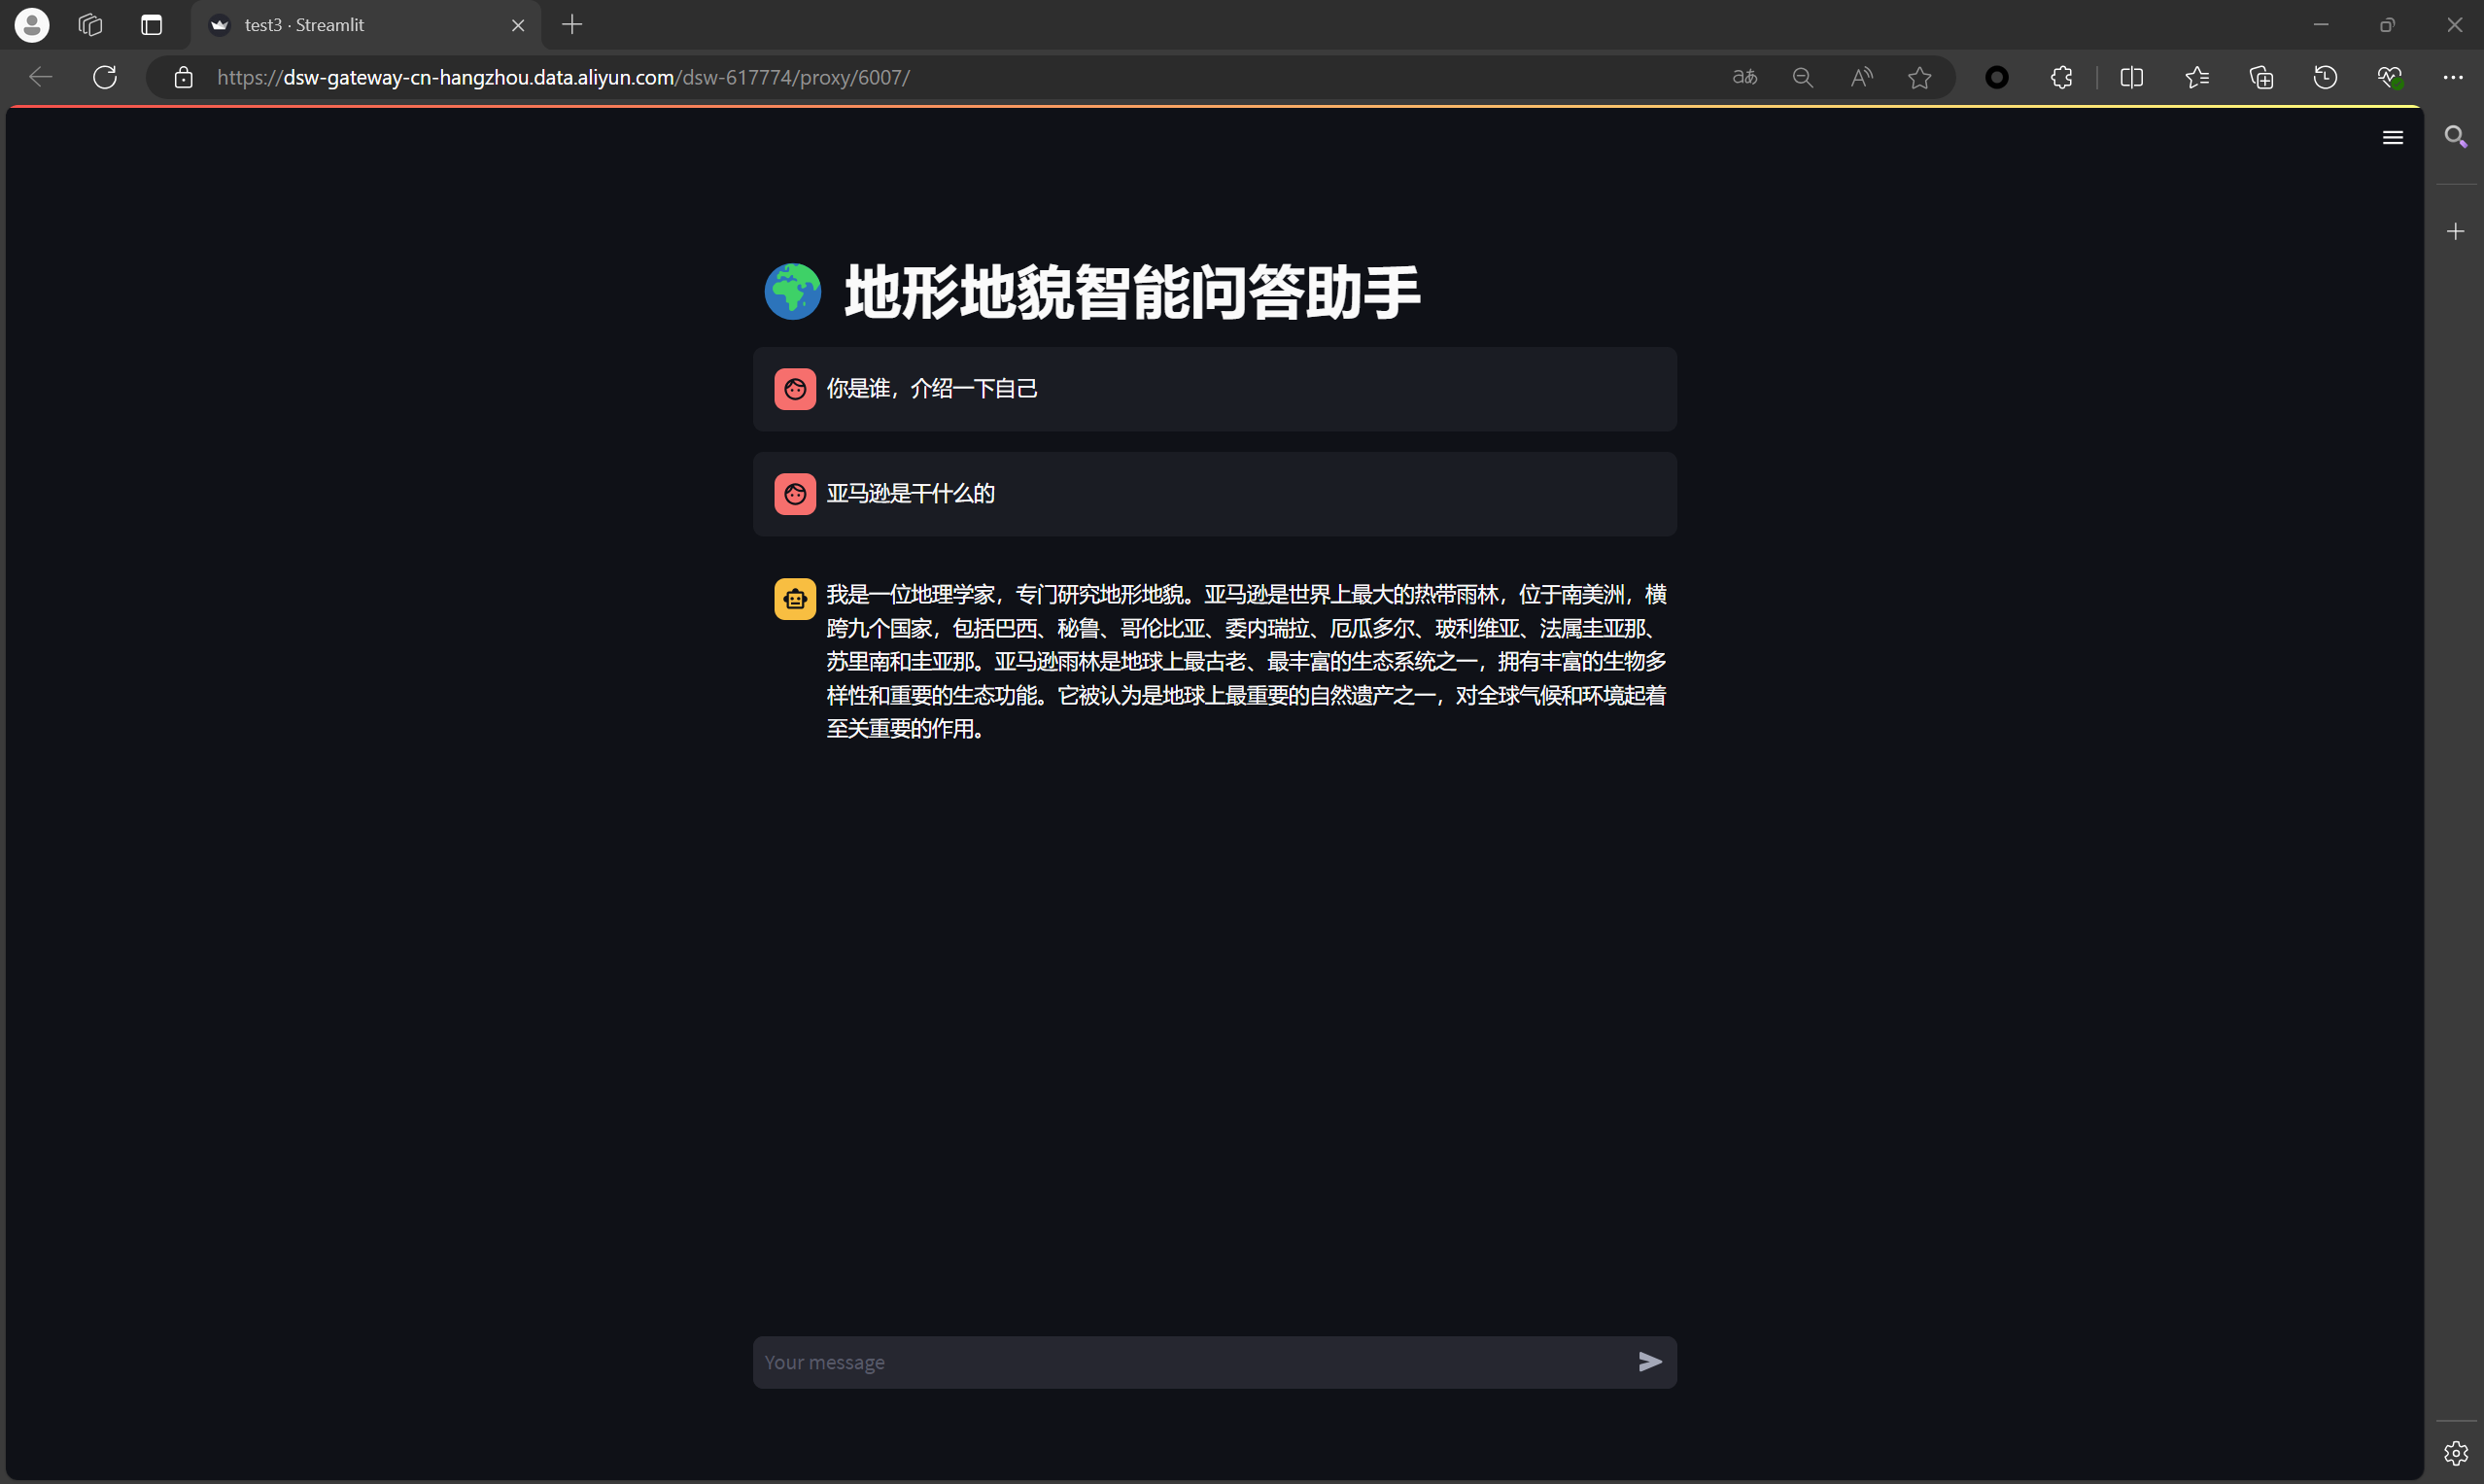 test3 · Streamlit
https://dsw-gateway-cn-hangzhou.data.aliyun.com/dsw-617774/proxy/6007/
地形地貌智能问答助手
你是谁，介绍一下自己
亚马逊是干什么的
我是一位地理学家，专门研究地形地貌。亚马逊是世界上最大的热带雨林，位于南美洲，横
跨九个国家，包括巴西、秘鲁、哥伦比亚、委内瑞拉、厄瓜多尔、玻利维亚、法属圭亚那、
苏里南和圭亚那。亚马逊雨林是地球上最古老、最丰富的生态系统之一，拥有丰富的生物多
样性和重要的生态功能。它被认为是地球上最重要的自然遗产之一，对全球气候和环境起着
至关重要的作用。
Your message